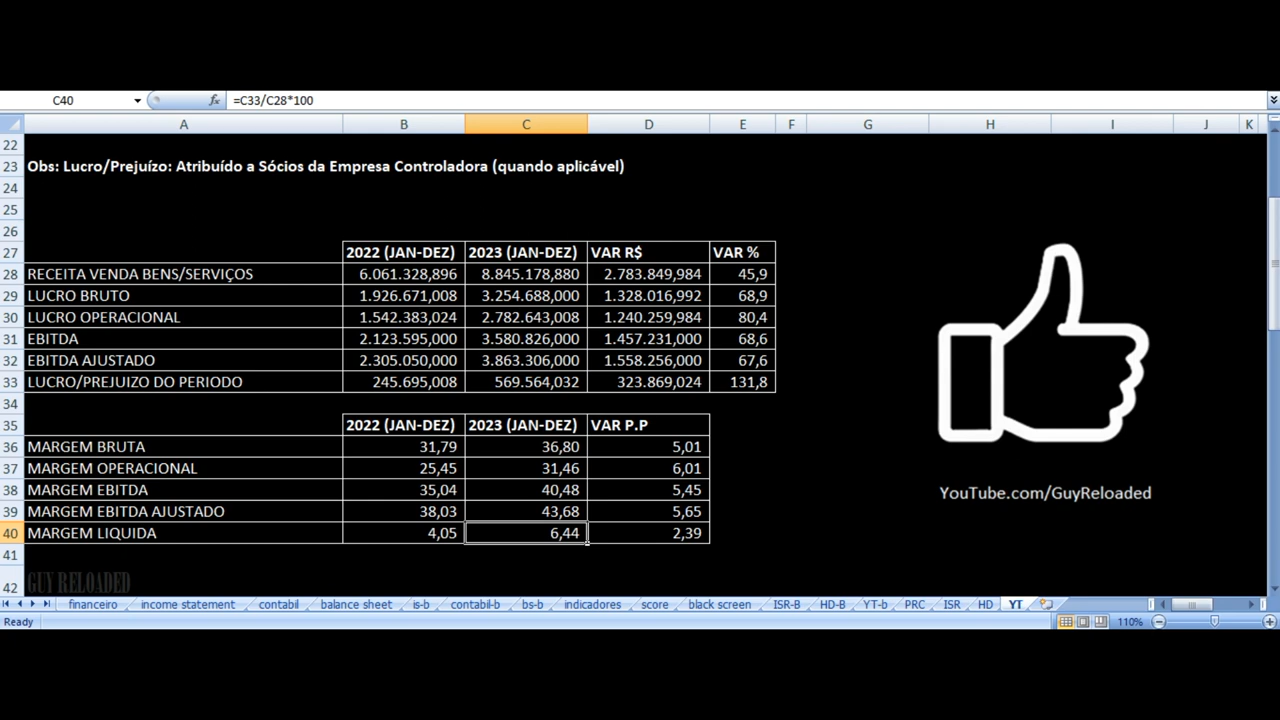 C40 fx =C33/C28*100
A B C D E F G H I J K
22
23 Obs: Lucro/Prejuízo: Atribuído a Sócios da Empresa Controladora (quando aplicável)
24
25
26
27 2022 (JAN-DEZ) 2023 (JAN-DEZ) VAR R$ VAR %
28 RECEITA VENDA BENS/SERVIÇOS 6.061.328,896 8.845.178,880 2.783.849,984 45,9
29 LUCRO BRUTO 1.926.671,008 3.254.688,000 1.328.016,992 68,9
30 LUCRO OPERACIONAL 1.542.383,024 2.782.643,008 1.240.259,984 80,4
31 EBITDA 2.123.595,000 3.580.826,000 1.457.231,000 68,6
32 EBITDA AJUSTADO 2.305.050,000 3.863.306,000 1.558.256,000 67,6
33 LUCRO/PREJUIZO DO PERIODO 245.695,008 569.564,032 323.869,024 131,8
34
35 2022 (JAN-DEZ) 2023 (JAN-DEZ) VAR P.P
36 MARGEM BRUTA 31,79 36,80 5,01
37 MARGEM OPERACIONAL 25,45 31,46 6,01
38 MARGEM EBITDA 35,04 40,48 5,45
YouTube.com/GuyReloaded
39 MARGEM EBITDA AJUSTADO 38,03 43,68 5,65
40 MARGEM LIQUIDA 4,05 6,44 2,39
41
42 GUY RELOADED
financeiro income statement contabil balance sheet is-b contabil-b bs-b indicadores score black screen ISR-B HD-B YT-b PRC ISR HD YT
Ready 110%